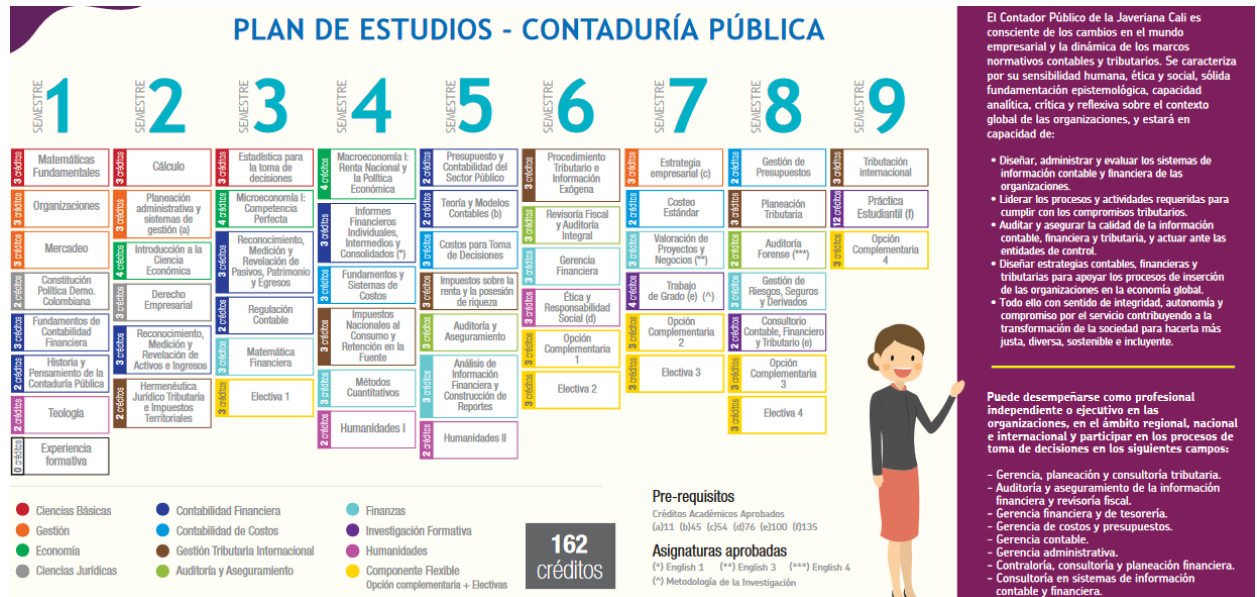 PLAN DE ESTUDIOS - CONTADURÍA PÚBLICA
SEMESTRE 1
3 créditos
Matemáticas
Fundamentales
3 créditos
Organizaciones
3 créditos
Mercadeo
2 créditos
Constitución
Política Demo.
Colombiana
3 créditos
Fundamentos de
Contabilidad
Financiera
2 créditos
Historia y
Pensamiento de la
Contaduría Pública
2 créditos
Teología
0 créditos
Experiencia
formativa
SEMESTRE 2
3 créditos
Cálculo
3 créditos
Planeación
administrativa y
sistemas de
gestión (a)
4 créditos
Introducción a la
Ciencia
Económica
3 créditos
Derecho
Empresarial
3 créditos
Reconocimiento,
Medición y
Revelación de
Activos e Ingresos
2 créditos
Hermenéutica
Jurídico Tributaria
e Impuestos
Territoriales
SEMESTRE 3
3 créditos
Estadística para
la toma de
decisiones
4 créditos
Microeconomía I:
Competencia
Perfecta
3 créditos
Reconocimiento,
Medición y
Revelación de
Pasivos, Patrimonio
y Egresos
2 créditos
Regulación
Contable
3 créditos
Matemática
Financiera
3 créditos
Electiva 1
SEMESTRE 4
4 créditos
Macroeconomía I:
Renta Nacional y
la Política
Económica
3 créditos
Informes
Financieros
Individuales,
Intermedios y
Consolidados (*)
3 créditos
Fundamentos y
Sistemas de
Costos
3 créditos
Impuestos
Nacionales al
Consumo y
Retención en la
Fuente
2 créditos
Métodos
Cuantitativos
2 créditos
Humanidades I
SEMESTRE 5
2 créditos
Presupuesto y
Contabilidad del
Sector Público
2 créditos
Teoría y Modelos
Contables (b)
3 créditos
Costos para Toma
de Decisiones
3 créditos
Impuestos sobre la
renta y la posesión
de riqueza
3 créditos
Auditoría y
Aseguramiento
3 créditos
Análisis de
Información
Financiera y
Construcción de
Reportes
2 créditos
Humanidades II
SEMESTRE 6
3 créditos
Procedimiento
Tributario e
Información
Exógena
3 créditos
Revisoría Fiscal
y Auditoría
Integral
3 créditos
Gerencia
Financiera
2 créditos
Ética y
Responsabilidad
Social (d)
3 créditos
Opción
Complementaria
1
3 créditos
Electiva 2
SEMESTRE 7
3 créditos
Estrategia
empresarial (c)
2 créditos
Costeo
Estándar
3 créditos
Valoración de
Proyectos y
Negocios (**)
4 créditos
Trabajo
de Grado (e) (^)
3 créditos
Opción
Complementaria
2
3 créditos
Electiva 3
SEMESTRE 8
2 créditos
Gestión de
Presupuestos
3 créditos
Planeación
Tributaria
2 créditos
Auditoría
Forense (***)
3 créditos
Gestión de
Riesgos, Seguros
y Derivados
2 créditos
Consultorio
Contable, Financiero
y Tributario (e)
3 créditos
Opción
Complementaria
3
3 créditos
Electiva 4
SEMESTRE 9
3 créditos
Tributación
internacional
12 créditos
Práctica
Estudiantil (f)
3 créditos
Opción
Complementaria
4
Ciencias Básicas
Gestión
Economía
Ciencias Jurídicas
Contabilidad Financiera
Contabilidad de Costos
Gestión Tributaria Internacional
Auditoría y Aseguramiento
Finanzas
Investigación Formativa
Humanidades
Componente Flexible
Opción complementaria + Electivas
162
créditos
Pre-requisitos
Créditos Académicos Aprobados
(a)11 (b)45 (c)54 (d)76 (e)100 (f)135
Asignaturas aprobadas
(*) English 1 (**) English 3 (***) English 4
(^) Metodología de la Investigación
El Contador Público de la Javeriana Cali es
consciente de los cambios en el mundo
empresarial y la dinámica de los marcos
normativos contables y tributarios. Se caracteriza
por su sensibilidad humana, ética y social, sólida
fundamentación epistemológica, capacidad
analítica, crítica y reflexiva sobre el contexto
global de las organizaciones, y estará en
capacidad de:
• Diseñar, administrar y evaluar los sistemas de
información contable y financiera de las
organizaciones.
• Liderar los procesos y actividades requeridas para
cumplir con los compromisos tributarios.
• Auditar y asegurar la calidad de la información
contable, financiera y tributaria, y actuar ante las
entidades de control.
• Diseñar estrategias contables, financieras y
tributarias para apoyar los procesos de inserción
de las organizaciones en la economía global.
• Todo ello con sentido de integridad, autonomía y
compromiso por el servicio contribuyendo a la
transformación de la sociedad para hacerla más
justa, diversa, sostenible e incluyente.
Puede desempeñarse como profesional
independiente o ejecutivo en las
organizaciones, en el ámbito regional, nacional
e internacional y participar en los procesos de
toma de decisiones en los siguientes campos:
- Gerencia, planeación y consultoría tributaria.
- Auditoría y aseguramiento de la información
financiera y revisoría fiscal.
- Gerencia financiera y de tesorería.
- Gerencia de costos y presupuestos.
- Gerencia contable.
- Gerencia administrativa.
- Contraloría, consultoría y planeación financiera.
- Consultoría en sistemas de información
contable y financiera.